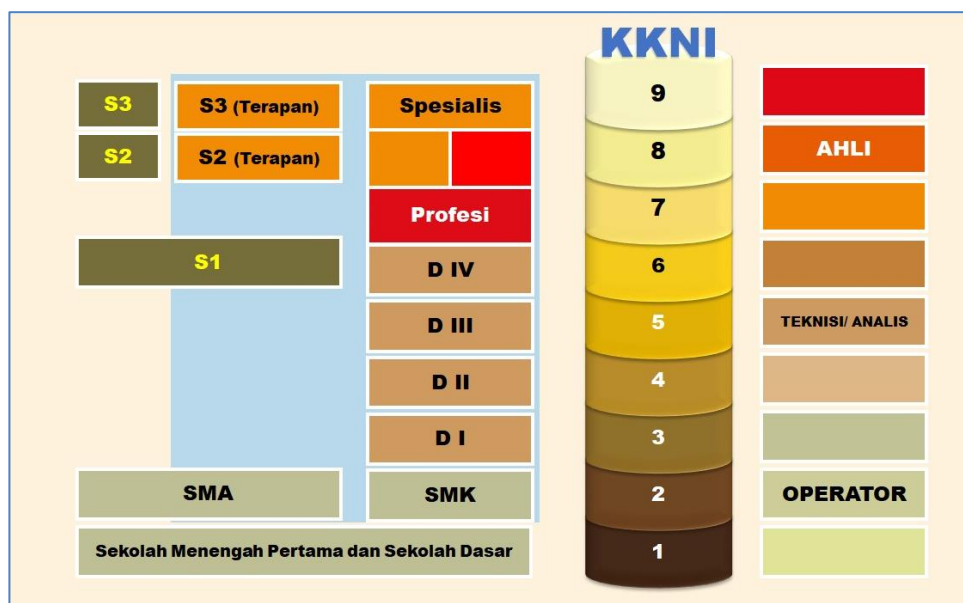 KKNI
S3
S3 (Terapan)
Spesialis
9
S2
S2 (Terapan)
8
AHLI
Profesi
7
S1
D IV
6
D III
5
TEKNISI/ ANALIS
D II
4
D I
3
SMA
SMK
2
OPERATOR
Sekolah Menengah Pertama dan Sekolah Dasar
1